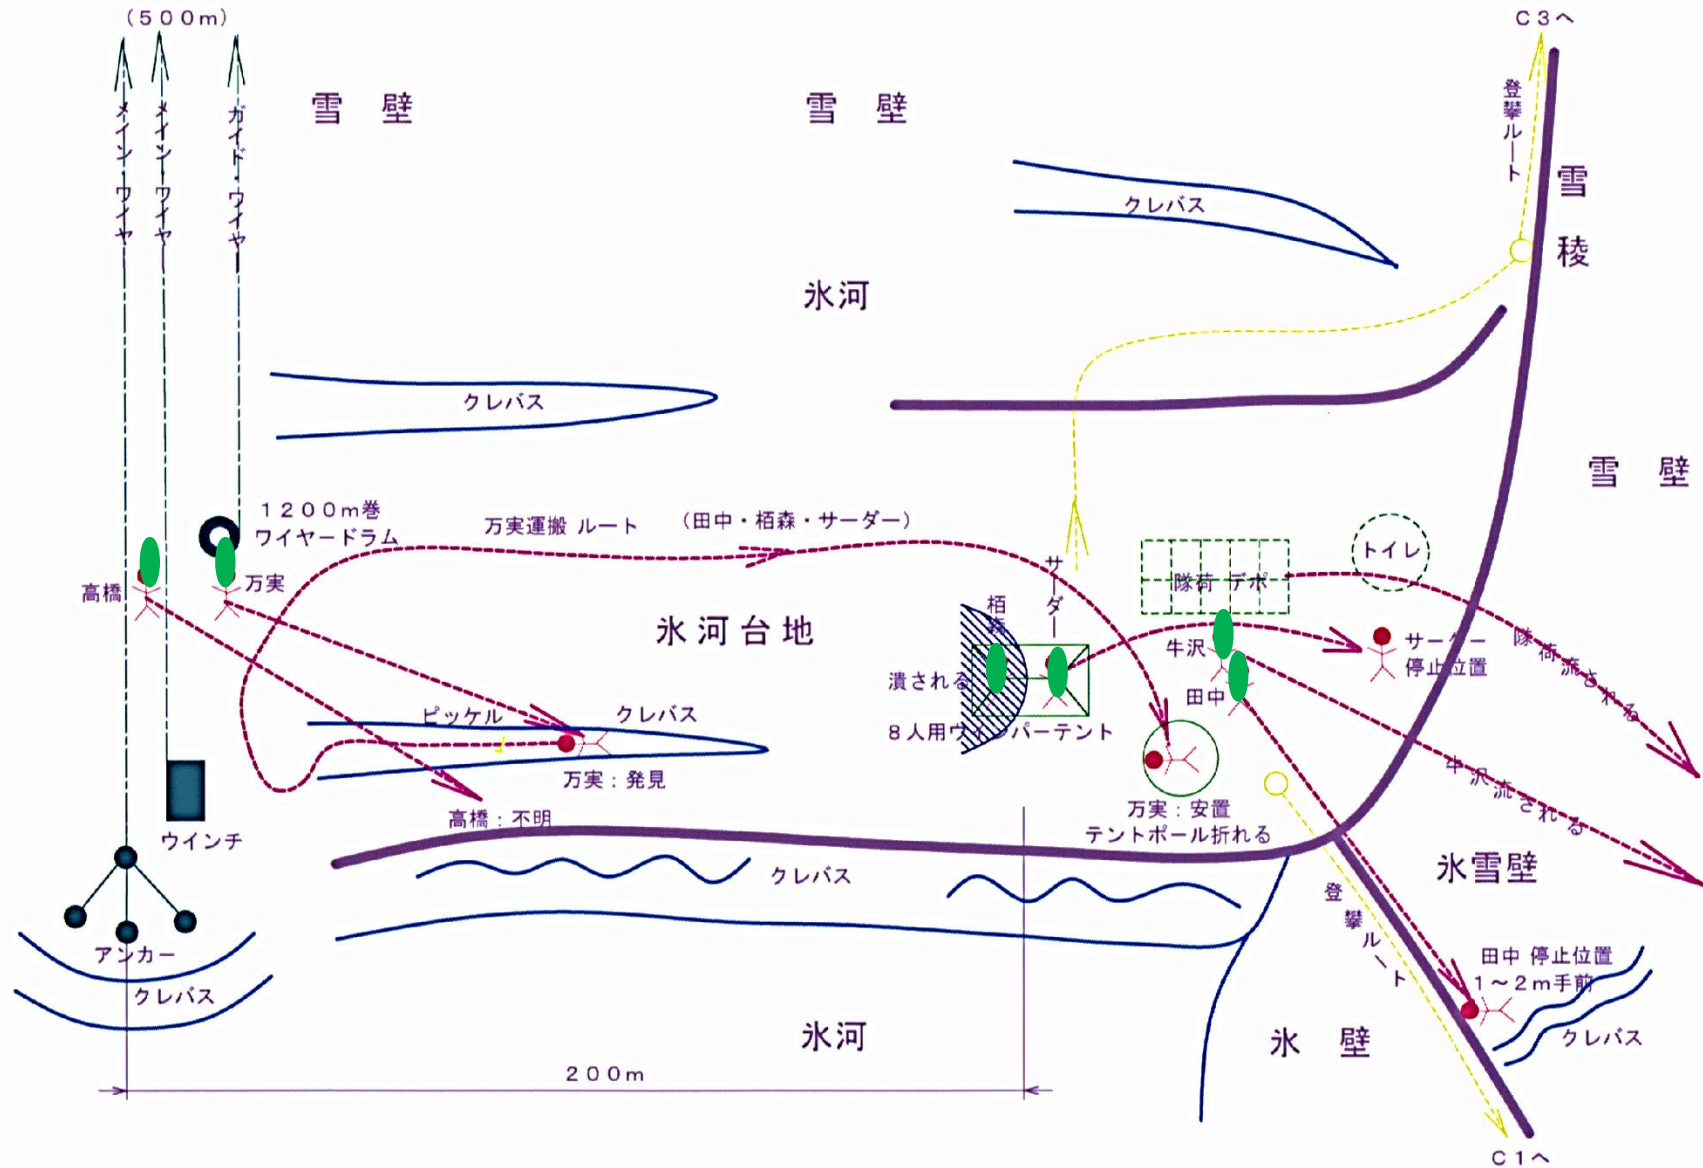 （５００ｍ）
Ｃ３へ
メイン・ワイヤー
メイン・ワイヤー
ガイド・ワイヤー
雪　壁
雪　壁
登攀ルート
クレバス
雪稜
氷河
クレバス
雪　壁
１２００ｍ巻
ワイヤードラム
万実運搬 ルート　（田中・栢森・サーダー）
トイレ
隊荷 デポ
高橋
万実
サーダー
栢森
氷河台地
牛沢
サーダー
停止位置
隊荷流される
潰される
田中
ピッケル
クレバス
８人用ウィンパーテント
万実：発見
万実：安置
テントポール折れる
牛沢流される
高橋：不明
ウインチ
クレバス
氷雪壁
登攀ルート
アンカー
クレバス
田中 停止位置
１～２ｍ手前
クレバス
氷河
氷　壁
２００ｍ
Ｃ１へ